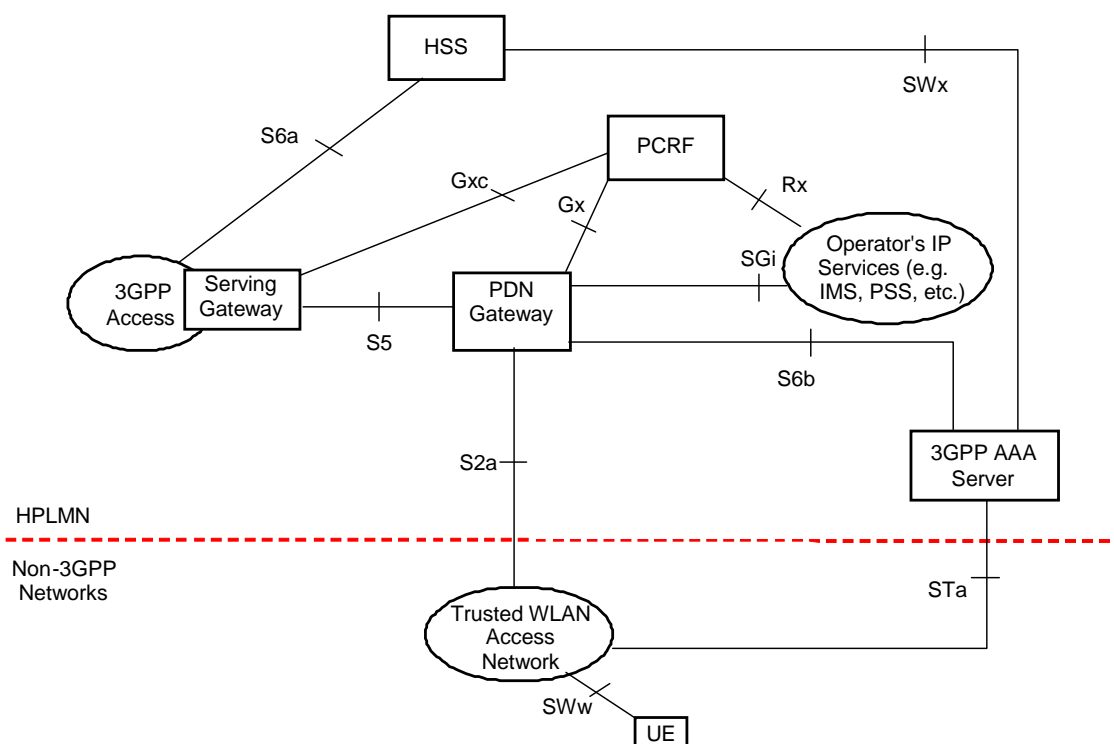 HSS
SWx
S6a
PCRF
Gxc
Gx
Rx
Operator's IP
Services (e.g.
IMS, PSS, etc.)
SGi
3GPP
Access
Serving
Gateway
PDN
Gateway
S5
S6b
S2a
3GPP AAA
Server
HPLMN
Non-3GPP
Networks
STa
Trusted WLAN
Access
Network
SWw
UE